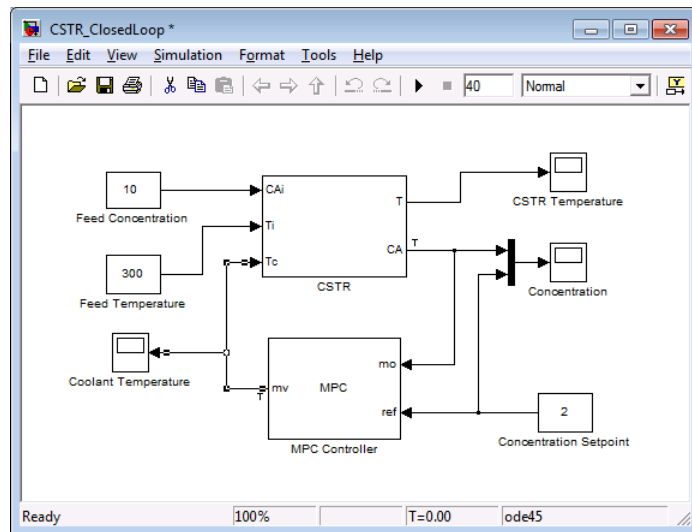 CSTR_ClosedLoop *
File Edit View Simulation Format Tools Help
40 Normal
10
Feed Concentration
300
Feed Temperature
Coolant Temperature
CAi
Ti
Tc
T
CA
T
CSTR
CSTR Temperature
Concentration
mv
T
MPC
mo
ref
MPC Controller
2
Concentration Setpoint
Ready 100% T=0.00 ode45